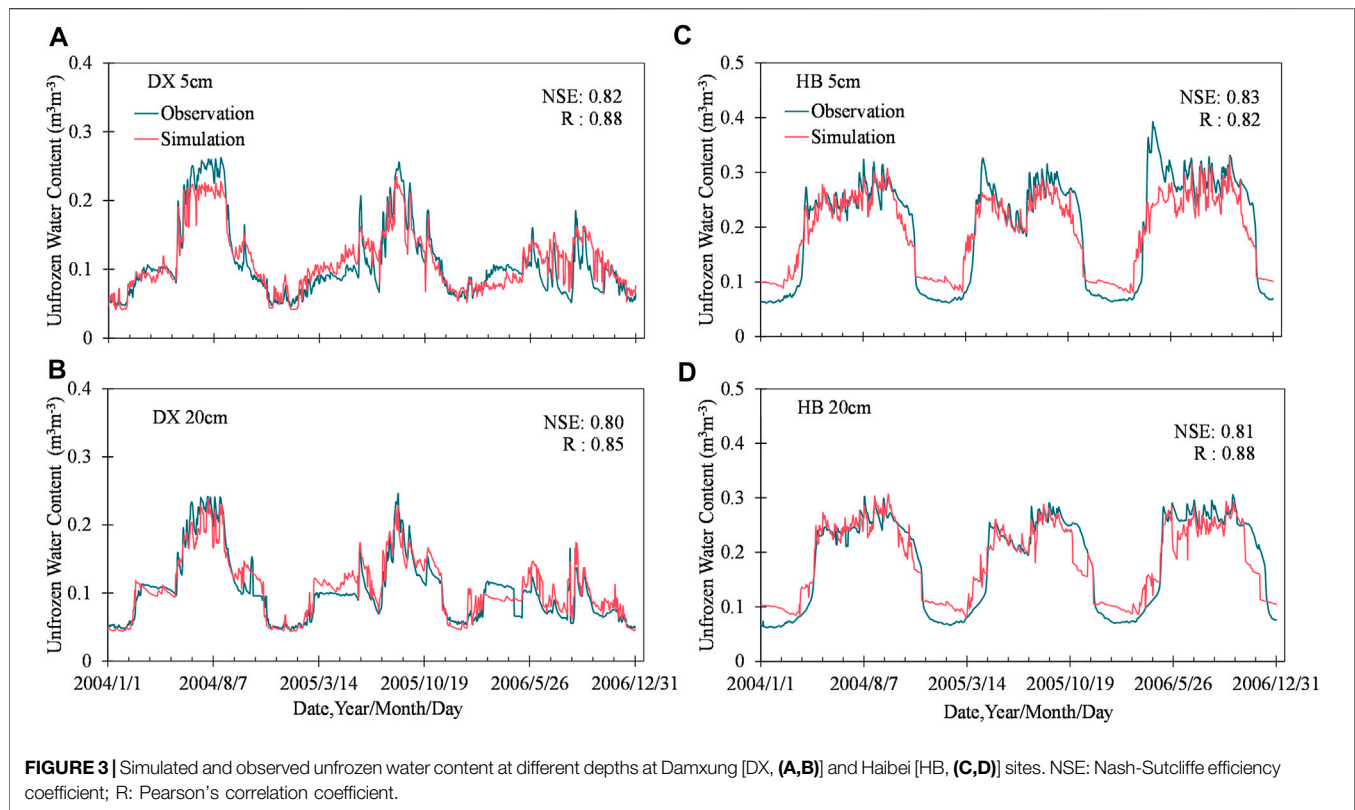 A
0.4
0.3
0.2
0.1
0
Unfrozen Water Content (m³m⁻³)
DX 5cm
Observation
Simulation
NSE: 0.82
R : 0.88
B
0.4
0.3
0.2
0.1
0
Unfrozen Water Content (m³m⁻³)
DX 20cm
NSE: 0.80
R : 0.85
2004/1/1 2004/8/7 2005/3/14 2005/10/19 2006/5/26 2006/12/31
Date,Year/Month/Day
C
0.5
0.4
0.3
0.2
0.1
0
Unfrozen Water Content (m³m⁻³)
HB 5cm
Observation
Simulation
NSE: 0.83
R : 0.82
D
0.5
0.4
0.3
0.2
0.1
0
Unfrozen Water Content (m³m⁻³)
HB 20cm
NSE: 0.81
R : 0.88
2004/1/1 2004/8/7 2005/3/14 2005/10/19 2006/5/26 2006/12/31
Date,Year/Month/Day
FIGURE 3 | Simulated and observed unfrozen water content at different depths at Damxung [DX, (A,B)] and Haibei [HB, (C,D)] sites. NSE: Nash-Sutcliffe efficiency
coefficient; R: Pearson's correlation coefficient.